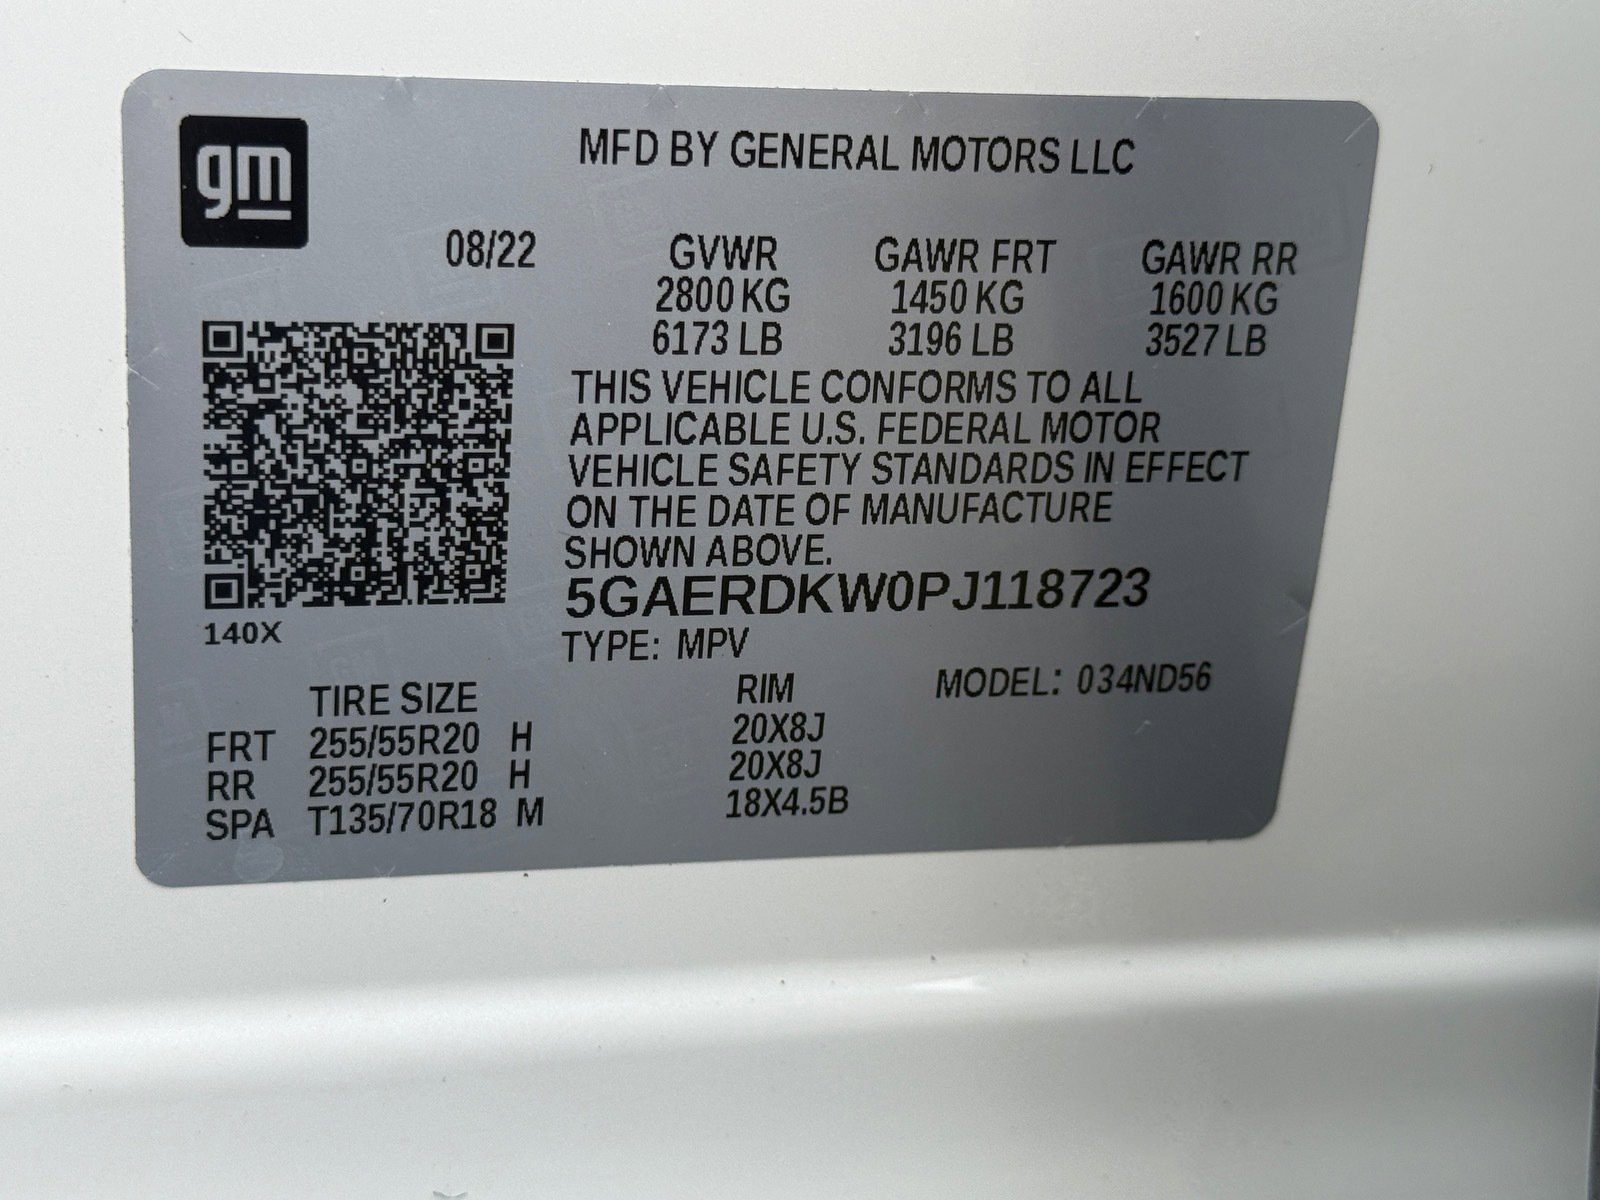 gm
MFD BY GENERAL MOTORS LLC
08/22 GVWR GAWR FRT GAWR RR
2800 KG 1450 KG 1600 KG
6173 LB 3196 LB 3527 LB
THIS VEHICLE CONFORMS TO ALL
APPLICABLE U.S. FEDERAL MOTOR
VEHICLE SAFETY STANDARDS IN EFFECT
ON THE DATE OF MANUFACTURE
SHOWN ABOVE.
5GAERDKW0PJ118723
140X
TYPE: MPV
TIRE SIZE RIM MODEL: 034ND56
FRT 255/55R20 H 20X8J
RR 255/55R20 H 20X8J
SPA T135/70R18 M 18X4.5B